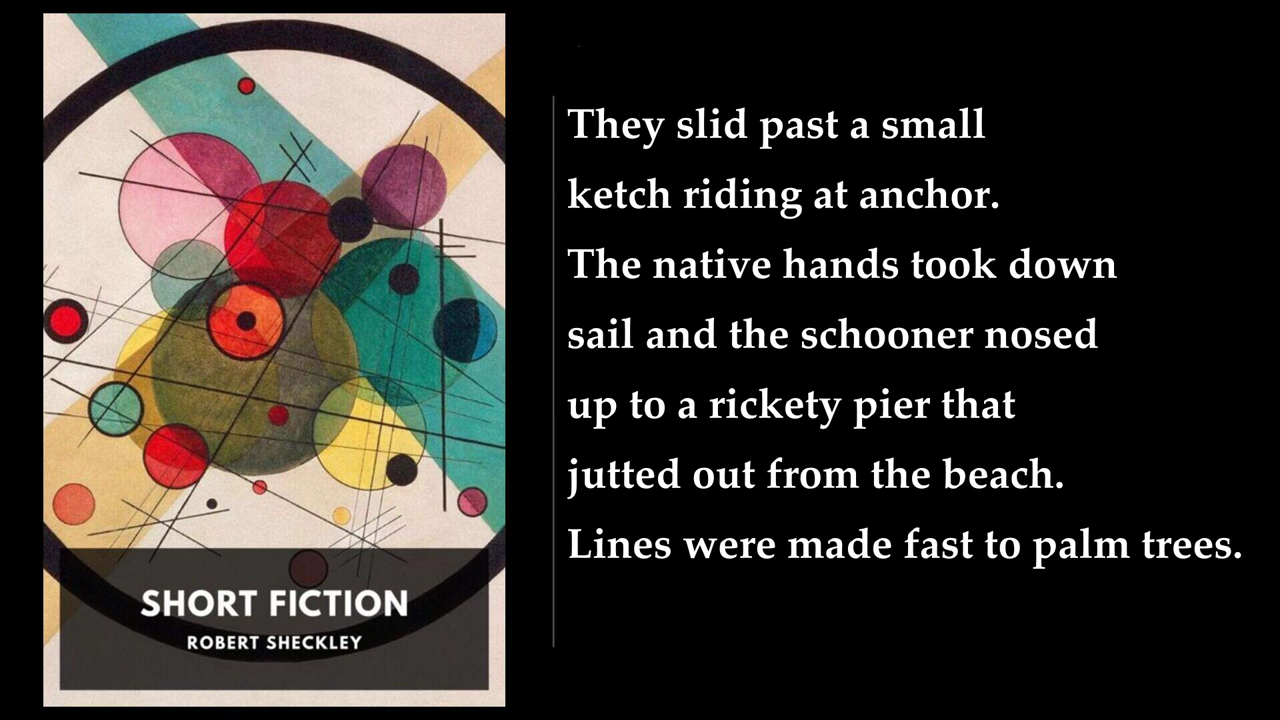 SHORT FICTION
ROBERT SHECKLEY
They slid past a small
ketch riding at anchor.
The native hands took down
sail and the schooner nosed
up to a rickety pier that
jutted out from the beach.
Lines were made fast to palm trees.